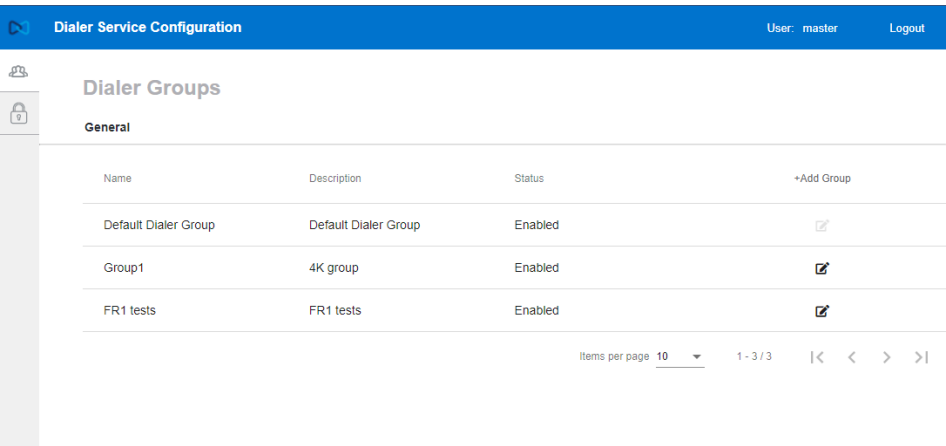 Dialer Service Configuration User: master Logout
Dialer Groups
General
Name Description Status +Add Group
Default Dialer Group Default Dialer Group Enabled
Group1 4K group Enabled
FR1 tests FR1 tests Enabled
Items per page 10 1 - 3 / 3